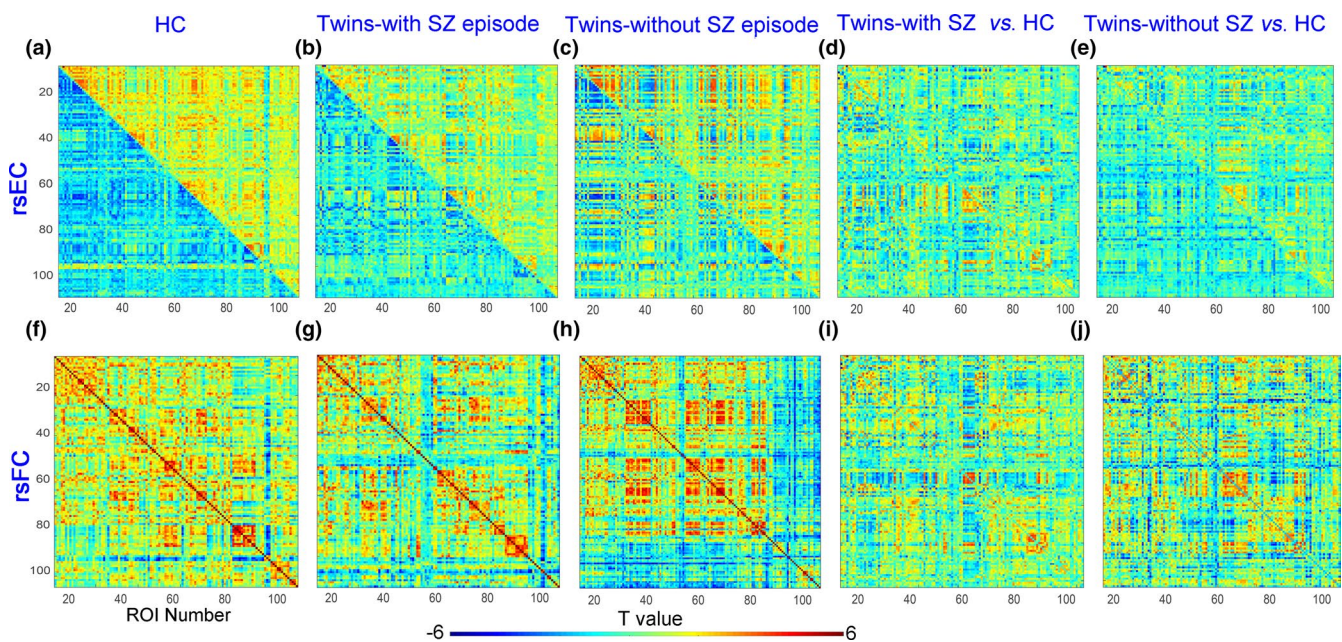 HC Twins-with SZ episode Twins-without SZ episode Twins-with SZ vs. HC Twins-without SZ vs. HC
(a) (b) (c) (d) (e)
rsEC
20
40
60
80
100
20 40 60 80 100 20 40 60 80 100 20 40 60 80 100 20 40 60 80 100 20 40 60 80 100
(f) (g) (h) (i) (j)
rsFC
20
40
60
80
100
20 40 60 80 100 20 40 60 80 100 20 40 60 80 100 20 40 60 80 100 20 40 60 80 100
ROI Number T value
-6 6